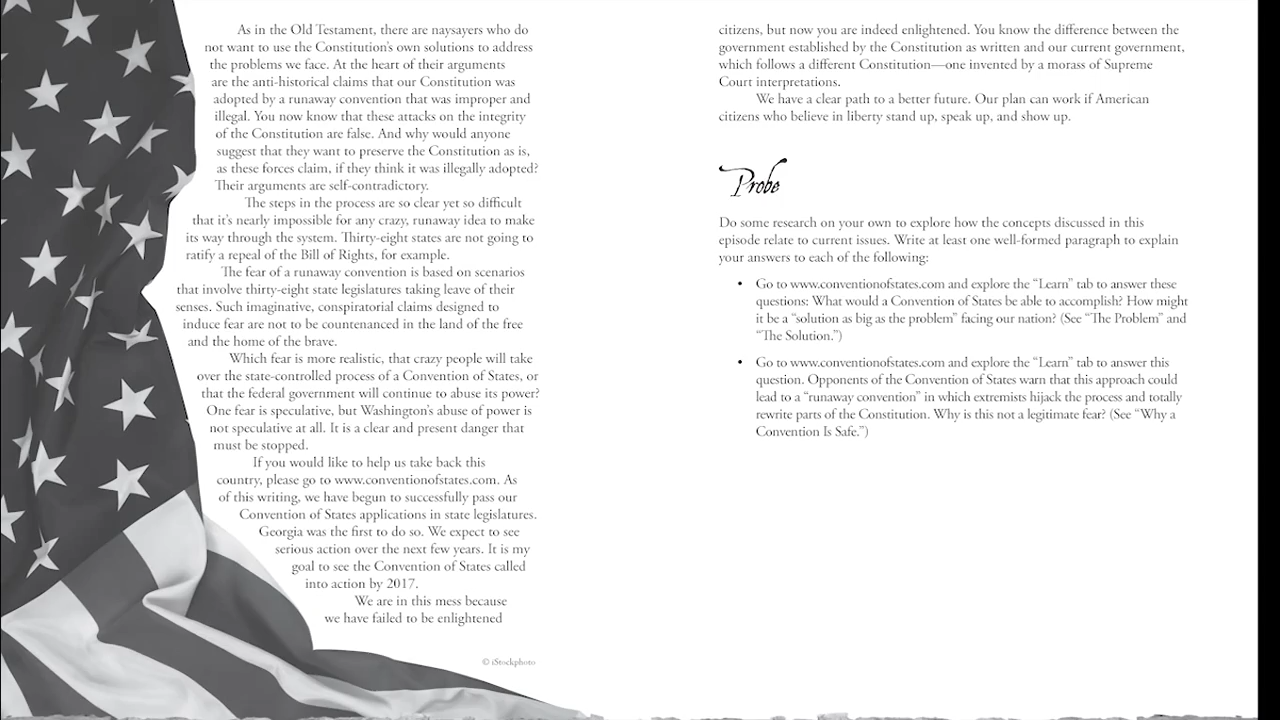 As in the Old Testament, there are naysayers who do
not want to use the Constitution's own solutions to address
the problems we face. At the heart of their arguments
are the anti-historical claims that our Constitution was
adopted by a runaway convention that was improper and
illegal. You now know that these attacks on the integrity
of the Constitution are false. And why would anyone
suggest that they want to preserve the Constitution as is,
as these forces claim, if they think it was illegally adopted?
Their arguments are self-contradictory.
The steps in the process are so clear yet so difficult
that it's nearly impossible for any crazy, runaway idea to make
its way through the system. Thirty-eight states are not going to
ratify a repeal of the Bill of Rights, for example.
The fear of a runaway convention is based on scenarios
that involve thirty-eight state legislatures taking leave of their
senses. Such imaginative, conspiratorial claims designed to
induce fear are not to be countenanced in the land of the free
and the home of the brave.
Which fear is more realistic, that crazy people will take
over the state-controlled process of a Convention of States, or
that the federal government will continue to abuse its power?
One fear is speculative, but Washington's abuse of power is
not speculative at all. It is a clear and present danger that
must be stopped.
If you would like to help us take back this
country, please go to www.conventionofstates.com. As
of this writing, we have begun to successfully pass our
Convention of States applications in state legislatures.
Georgia was the first to do so. We expect to see
serious action over the next few years. It is my
goal to see the Convention of States called
into action by 2017.
We are in this mess because
we have failed to be enlightened
© iStockphoto
citizens, but now you are indeed enlightened. You know the difference between the
government established by the Constitution as written and our current government,
which follows a different Constitution—one invented by a morass of Supreme
Court interpretations.
We have a clear path to a better future. Our plan can work if American
citizens who believe in liberty stand up, speak up, and show up.
Probe
Do some research on your own to explore how the concepts discussed in this
episode relate to current issues. Write at least one well-formed paragraph to explain
your answers to each of the following:
• Go to www.conventionofstates.com and explore the "Learn" tab to answer these
questions: What would a Convention of States be able to accomplish? How might
it be a "solution as big as the problem" facing our nation? (See "The Problem" and
"The Solution.")
• Go to www.conventionofstates.com and explore the "Learn" tab to answer this
question. Opponents of the Convention of States warn that this approach could
lead to a "runaway convention" in which extremists hijack the process and totally
rewrite parts of the Constitution. Why is this not a legitimate fear? (See "Why a
Convention Is Safe.")